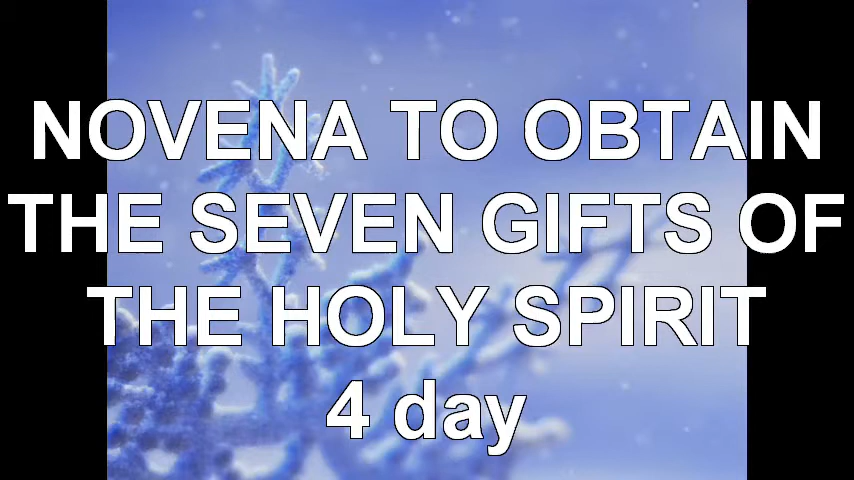 NOVENA TO OBTAIN
THE SEVEN GIFTS OF
THE HOLY SPIRIT
4 day